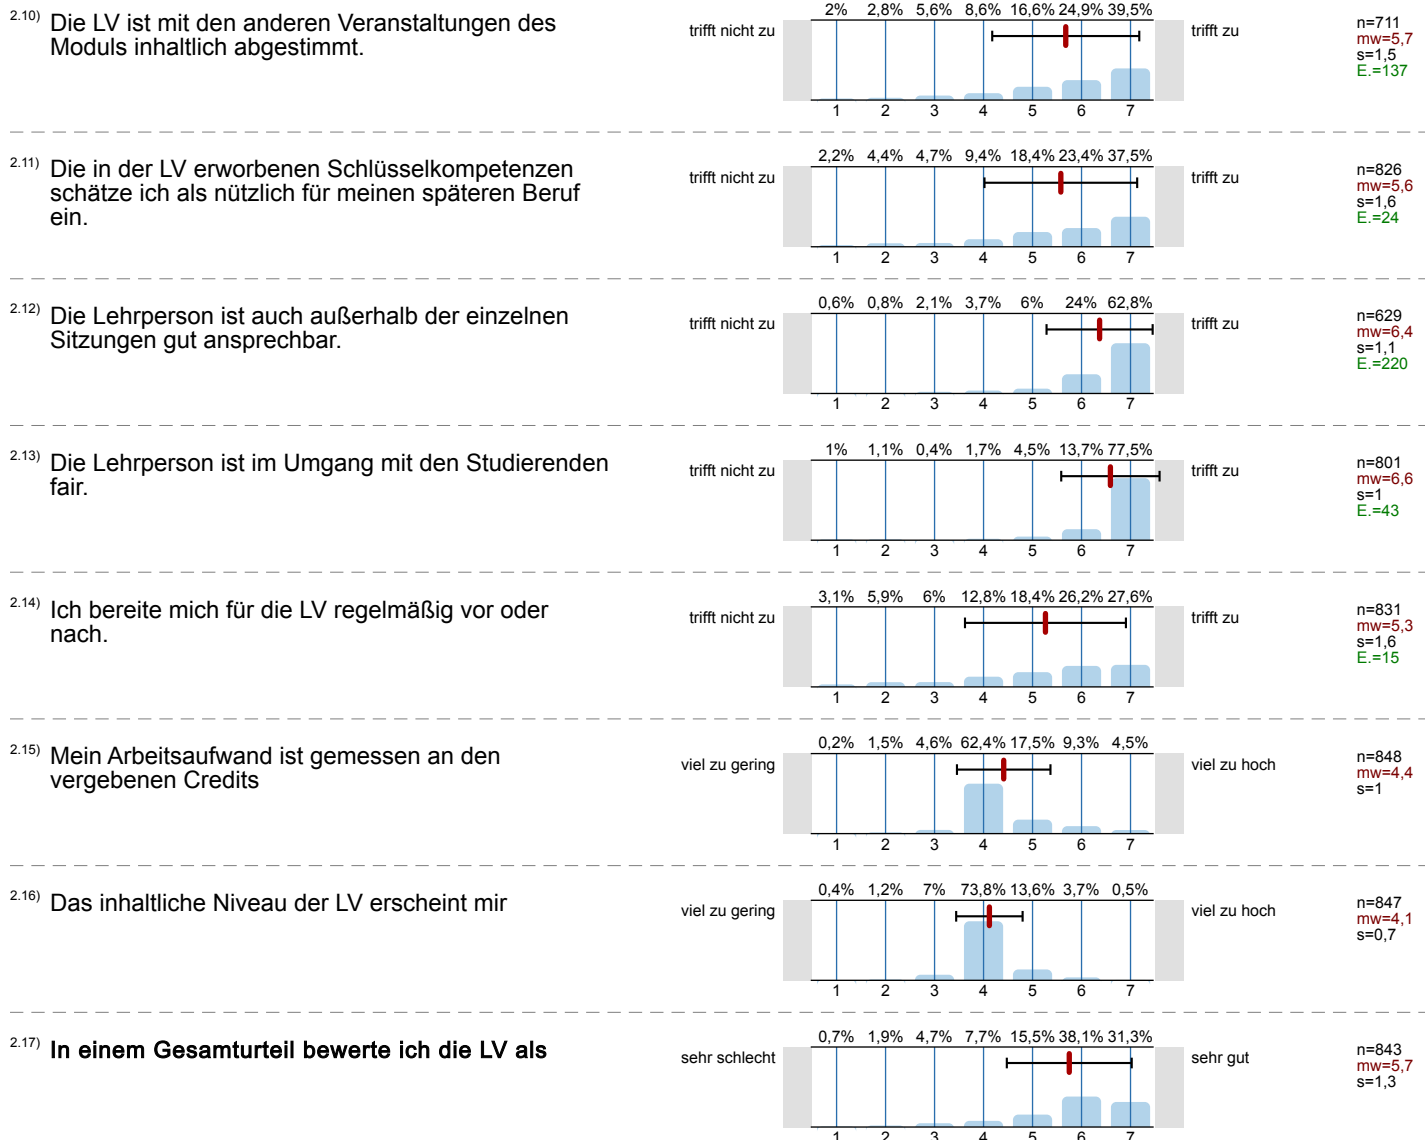 2.10) Die LV ist mit den anderen Veranstaltungen des
Moduls inhaltlich abgestimmt.
trifft nicht zu
2% 2,8% 5,6% 8,6% 16,6% 24,9% 39,5%
1 2 3 4 5 6 7
trifft zu
n=711
mw=5,7
s=1,5
E.=137
2.11) Die in der LV erworbenen Schlüsselkompetenzen
schätze ich als nützlich für meinen späteren Beruf
ein.
trifft nicht zu
2,2% 4,4% 4,7% 9,4% 18,4% 23,4% 37,5%
1 2 3 4 5 6 7
trifft zu
n=826
mw=5,6
s=1,6
E.=24
2.12) Die Lehrperson ist auch außerhalb der einzelnen
Sitzungen gut ansprechbar.
trifft nicht zu
0,6% 0,8% 2,1% 3,7% 6% 24% 62,8%
1 2 3 4 5 6 7
trifft zu
n=629
mw=6,4
s=1,1
E.=220
2.13) Die Lehrperson ist im Umgang mit den Studierenden
fair.
trifft nicht zu
1% 1,1% 0,4% 1,7% 4,5% 13,7% 77,5%
1 2 3 4 5 6 7
trifft zu
n=801
mw=6,6
s=1
E.=43
2.14) Ich bereite mich für die LV regelmäßig vor oder
nach.
trifft nicht zu
3,1% 5,9% 6% 12,8% 18,4% 26,2% 27,6%
1 2 3 4 5 6 7
trifft zu
n=831
mw=5,3
s=1,6
E.=15
2.15) Mein Arbeitsaufwand ist gemessen an den
vergebenen Credits
viel zu gering
0,2% 1,5% 4,6% 62,4% 17,5% 9,3% 4,5%
1 2 3 4 5 6 7
viel zu hoch
n=848
mw=4,4
s=1
2.16) Das inhaltliche Niveau der LV erscheint mir
viel zu gering
0,4% 1,2% 7% 73,8% 13,6% 3,7% 0,5%
1 2 3 4 5 6 7
viel zu hoch
n=847
mw=4,1
s=0,7
2.17) In einem Gesamturteil bewerte ich die LV als
sehr schlecht
0,7% 1,9% 4,7% 7,7% 15,5% 38,1% 31,3%
1 2 3 4 5 6 7
sehr gut
n=843
mw=5,7
s=1,3